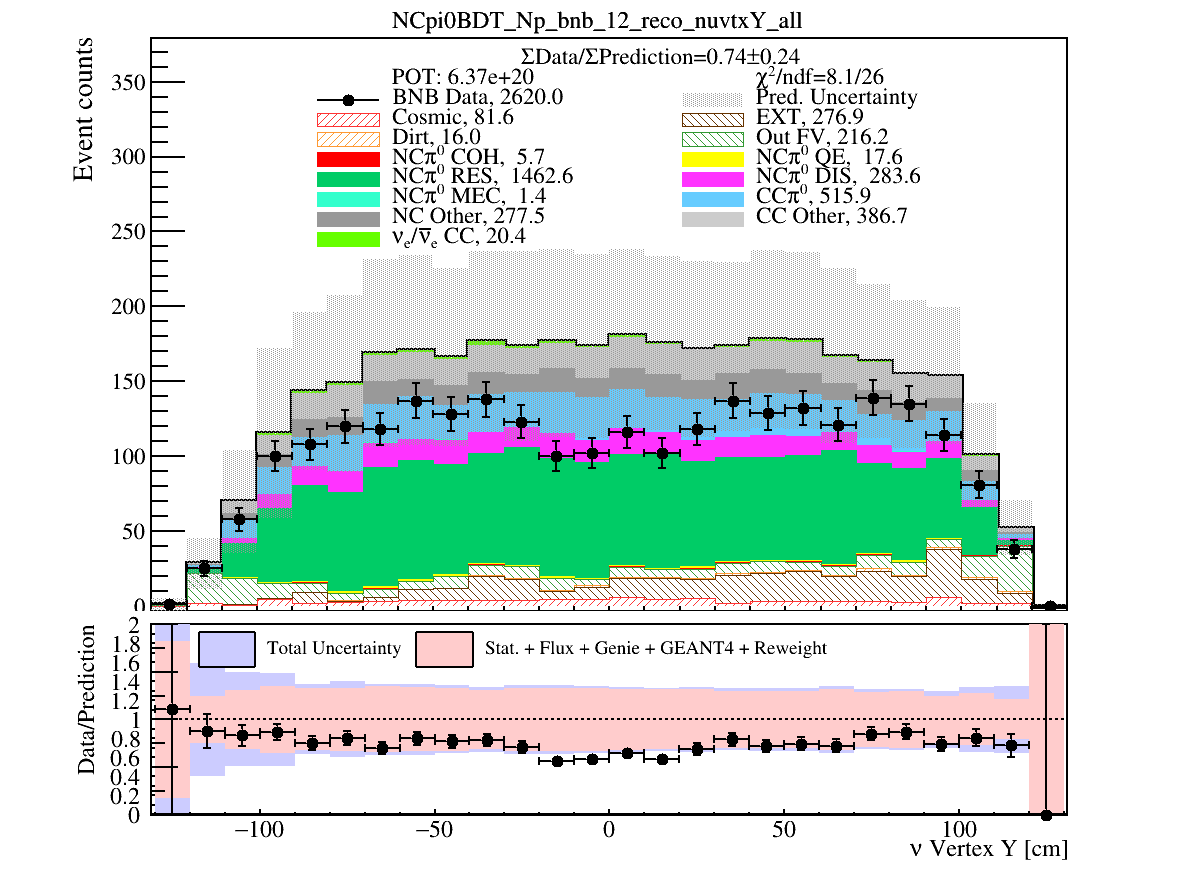 NCpi0BDT_Np_bnb_12_reco_nuvtxY_all
ΣData/ΣPrediction=0.74±0.24
POT: 6.37e+20 χ²/ndf=8.1/26
BNB Data, 2620.0 Pred. Uncertainty
Cosmic, 81.6 EXT, 276.9
Dirt, 16.0 Out FV, 216.2
NCπ⁰ COH, 5.7 NCπ⁰ QE, 17.6
NCπ⁰ RES, 1462.6 NCπ⁰ DIS, 283.6
NCπ⁰ MEC, 1.4 CCπ⁰, 515.9
NC Other, 277.5 CC Other, 386.7
νₑ/ν̅ₑ CC, 20.4
Event counts
350
300
250
200
150
100
50
0
Total Uncertainty Stat. + Flux + Genie + GEANT4 + Reweight
Data/Prediction
2
1.8
1.6
1.4
1.2
1
0.8
0.6
0.4
0.2
0
−100 −50 0 50 100
ν Vertex Y [cm]